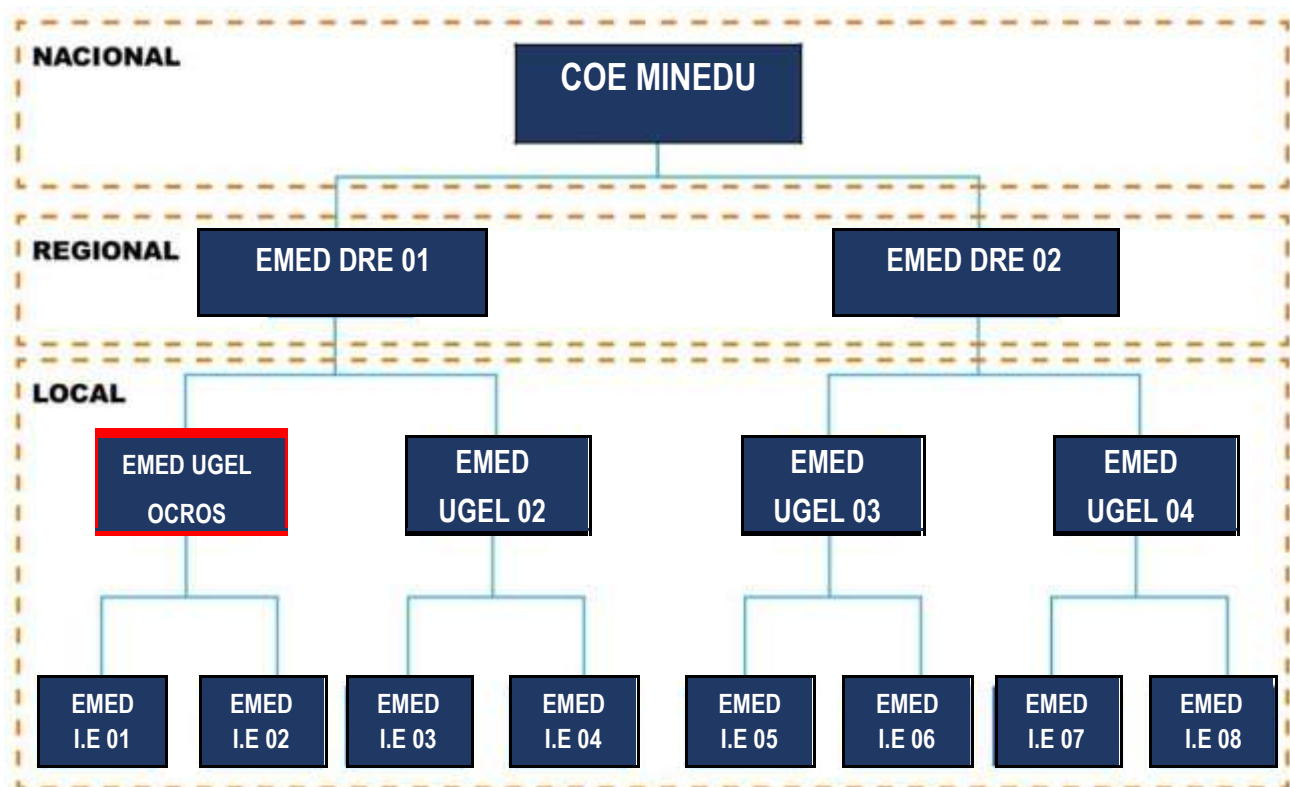 NACIONAL
COE MINEDU
REGIONAL
EMED DRE 01
EMED DRE 02
LOCAL
EMED UGEL
OCROS
EMED
UGEL 02
EMED
UGEL 03
EMED
UGEL 04
EMED
I.E 01
EMED
I.E 02
EMED
I.E 03
EMED
I.E 04
EMED
I.E 05
EMED
I.E 06
EMED
I.E 07
EMED
I.E 08